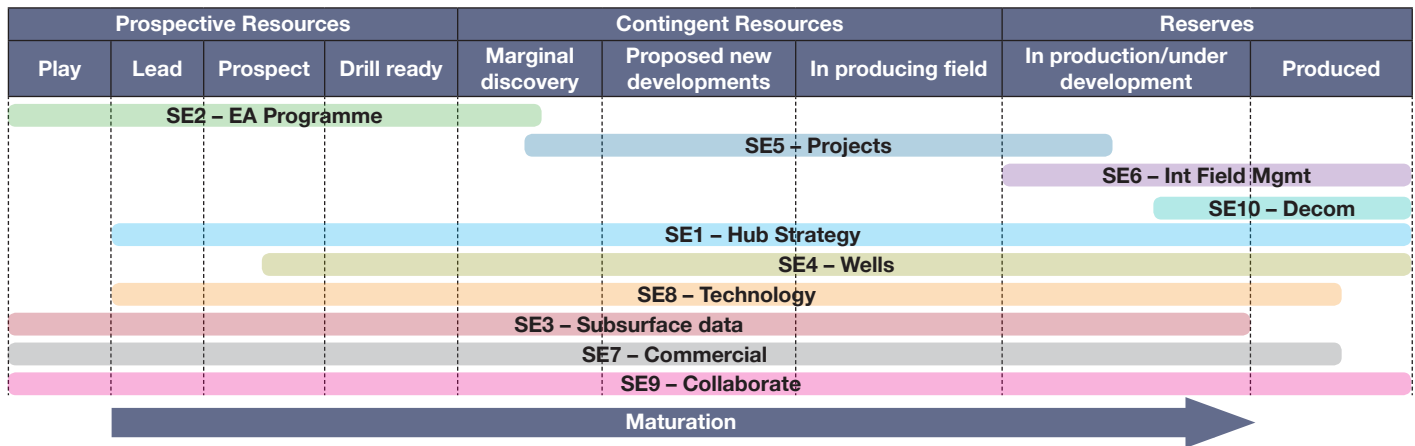 Prospective Resources
Contingent Resources
Reserves
Play
Lead
Prospect
Drill ready
Marginal
discovery
Proposed new
developments
In producing field
In production/under
development
Produced
SE2 – EA Programme
SE5 – Projects
SE6 – Int Field Mgmt
SE10 – Decom
SE1 – Hub Strategy
SE4 – Wells
SE8 – Technology
SE3 – Subsurface data
SE7 – Commercial
SE9 – Collaborate
Maturation